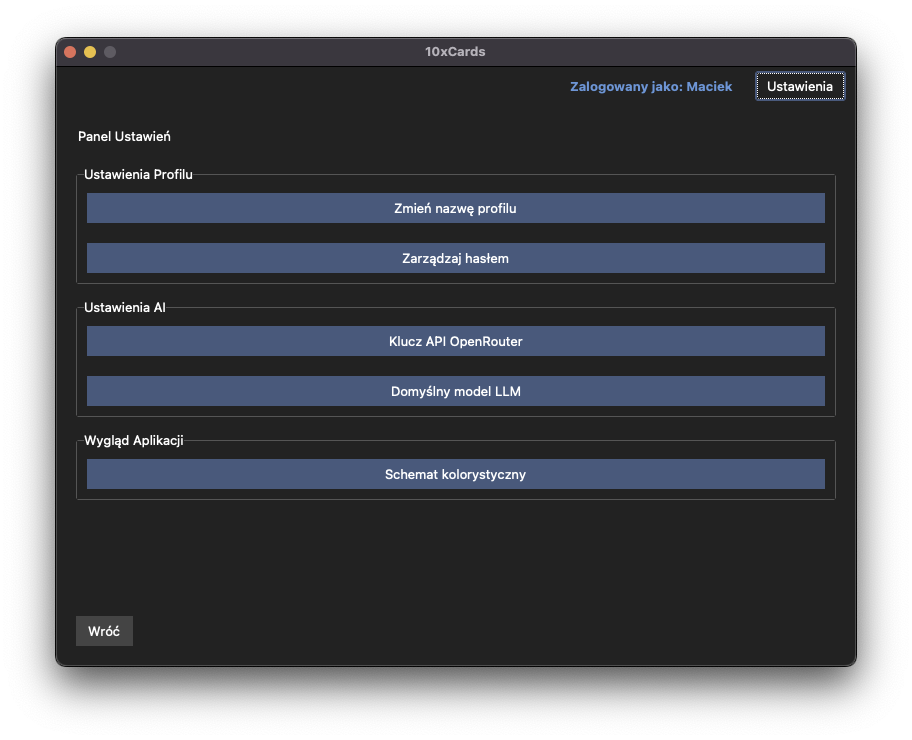 10xCards
Zalogowany jako: Maciek
Ustawienia
Panel Ustawień
Ustawienia Profilu
Zmień nazwę profilu
Zarządzaj hasłem
Ustawienia AI
Klucz API OpenRouter
Domyślny model LLM
Wygląd Aplikacji
Schemat kolorystyczny
Wróć